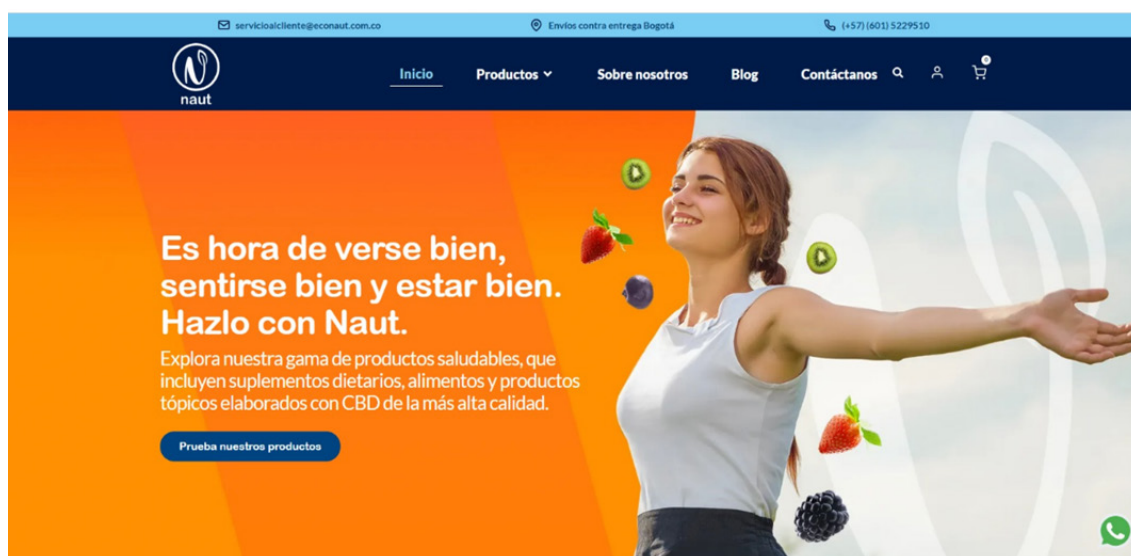 servicioalcliente@econaut.com.co
Envíos contra entrega Bogotá
(+57) (601) 5229510
naut
Inicio
Productos
Sobre nosotros
Blog
Contáctanos
0
Es hora de verse bien,
sentirse bien y estar bien.
Hazlo con Naut.
Explora nuestra gama de productos saludables, que
incluyen suplementos dietarios, alimentos y productos
tópicos elaborados con CBD de la más alta calidad.
Prueba nuestros productos